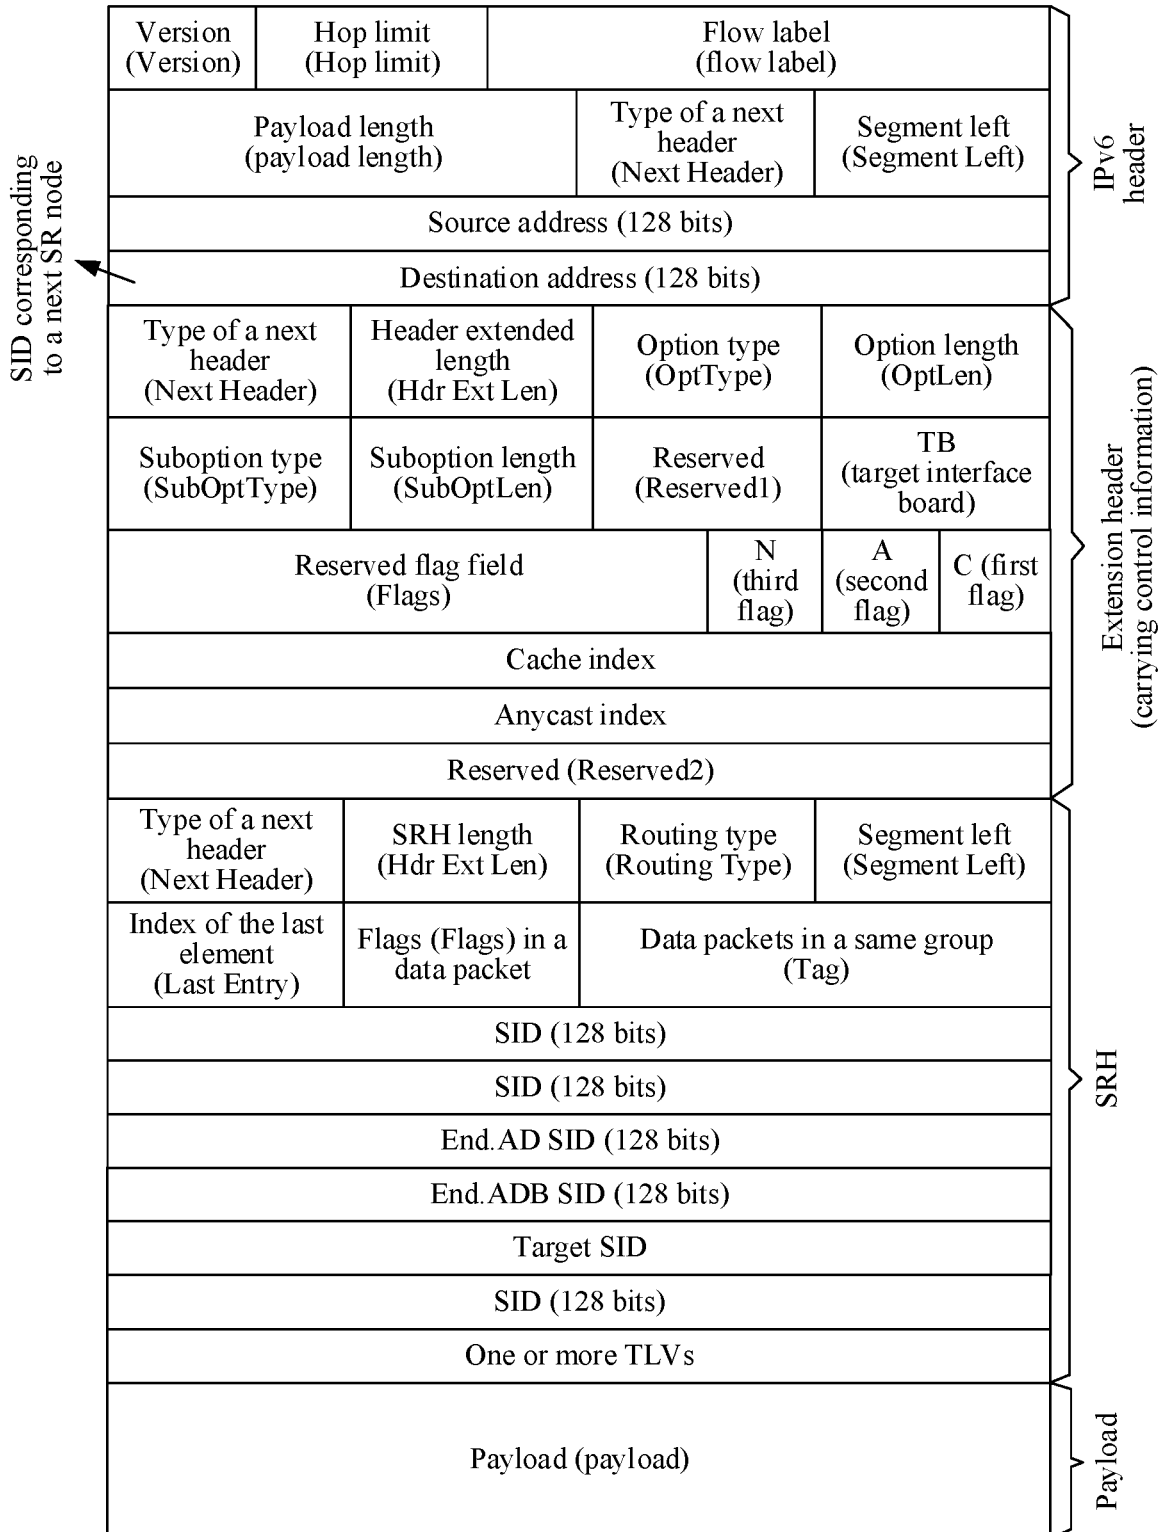 Version
(Version)
Hop limit
(Hop limit)
Flow label
(flow label)
Payload length
(payload length)
Type of a next
header
(Next Header)
Segment left
(Segment Left)
Source address (128 bits)
Destination address (128 bits)
IPv6
header
SID corresponding
to a next SR node
Type of a next
header
(Next Header)
Header extended
length
(Hdr Ext Len)
Option type
(OptType)
Option length
(OptLen)
Suboption type
(SubOptType)
Suboption length
(SubOptLen)
Reserved
(Reserved1)
TB
(target interface
board)
Reserved flag field
(Flags)
N
(third
flag)
A
(second
flag)
C (first
flag)
Cache index
Anycast index
Reserved (Reserved2)
Extension header
(carrying control information)
Type of a next
header
(Next Header)
SRH length
(Hdr Ext Len)
Routing type
(Routing Type)
Segment left
(Segment Left)
Index of the last
element
(Last Entry)
Flags (Flags) in a
data packet
Data packets in a same group
(Tag)
SID (128 bits)
SID (128 bits)
End.AD SID (128 bits)
End.ADB SID (128 bits)
Target SID
SID (128 bits)
One or more TLVs
SRH
Payload (payload)
Payload